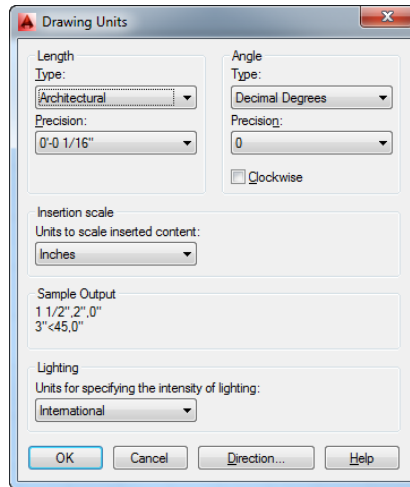 Drawing Units
Length
Type:
Architectural
Precision:
0'-0 1/16"
Angle
Type:
Decimal Degrees
Precision:
0
Clockwise
Insertion scale
Units to scale inserted content:
Inches
Sample Output
1 1/2",2",0"
3"<45,0"
Lighting
Units for specifying the intensity of lighting:
International
OK Cancel Direction... Help